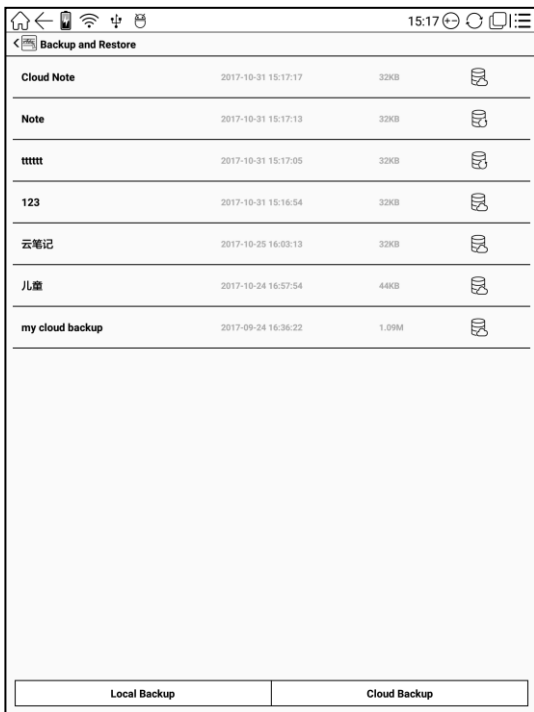 15:17
Backup and Restore
Cloud Note 2017-10-31 15:17:17 32KB
Note 2017-10-31 15:17:13 32KB
tttttt 2017-10-31 15:17:05 32KB
123 2017-10-31 15:16:54 32KB
云笔记 2017-10-25 16:03:13 32KB
儿童 2017-10-24 16:57:54 44KB
my cloud backup 2017-09-24 16:36:22 1.09M
Local Backup Cloud Backup